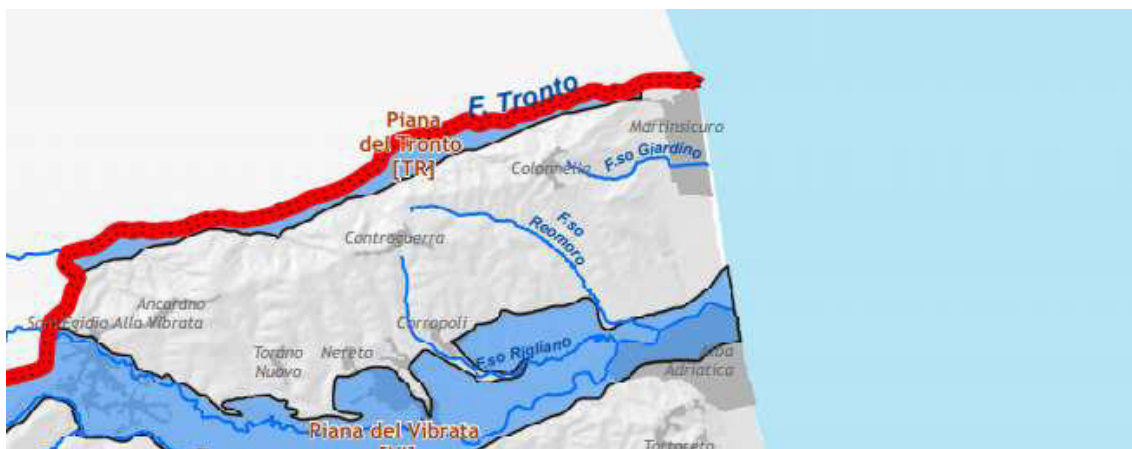 F. Tronto
Piana
del Tronto
[TR]
Martinsicuro
F.so Giardino
Colonnella
F.so
Reomoro
Controguerra
Ancarano
Sant'Egidio Alla Vibrata
Corropoli
Torano
Nuovo
Nereto
F.so Rigliano
Alba
Adriatica
Piana del Vibrata
Tortoreto